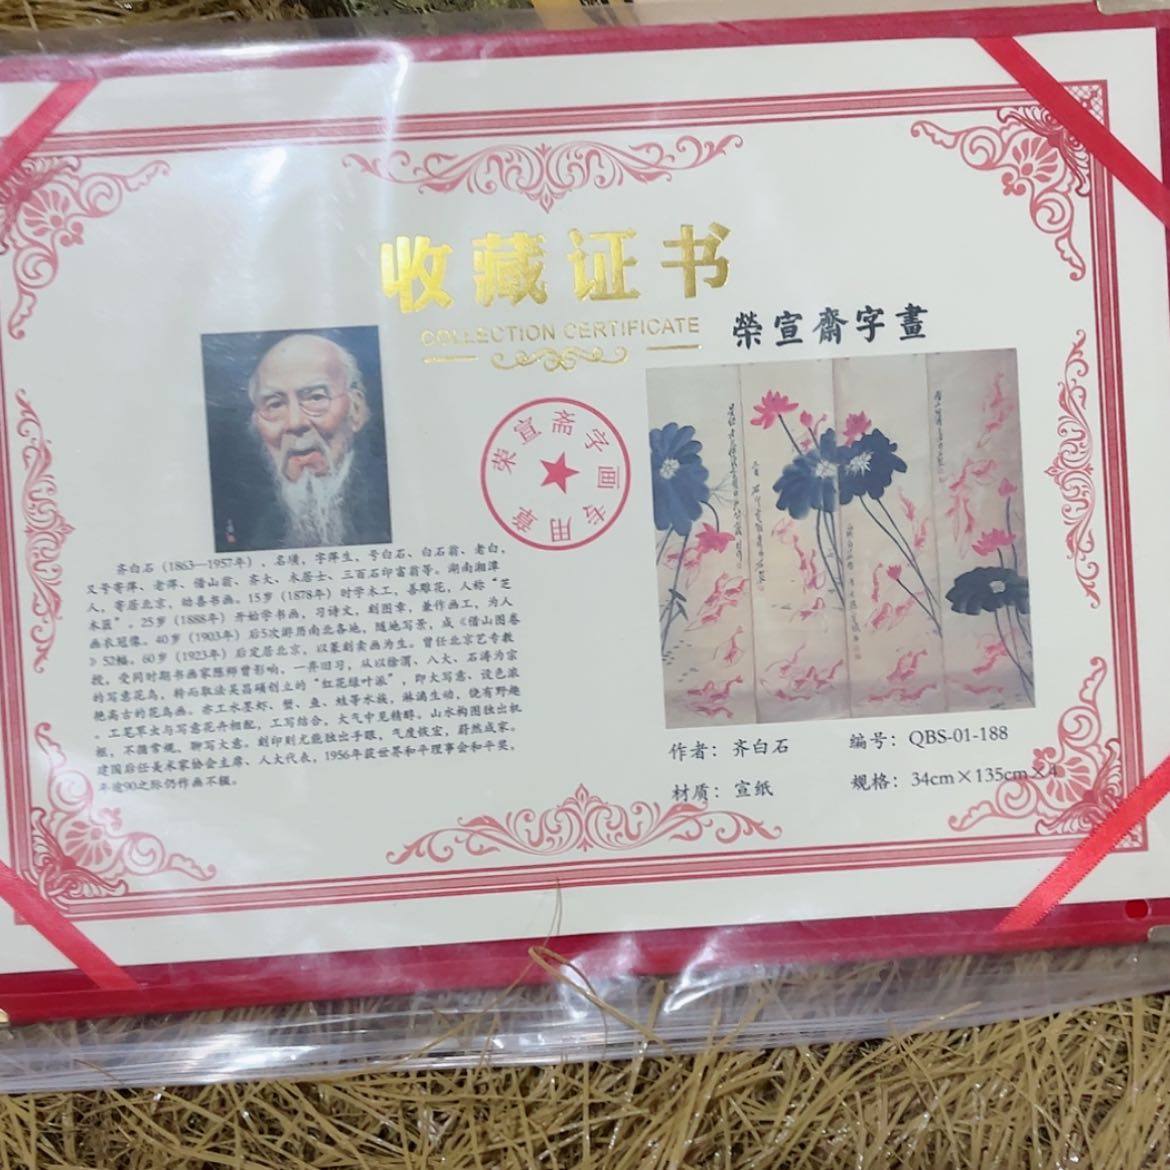 收藏证书
COLLECTION CERTIFICATE
榮宣齋字畫
荣宣斋字画专用章
齐白石（1863—1957年），名璜，字萍生，号白石、白石翁、老白，
又号寄萍、老萍、借山翁、齐大、木居士、三百石印富翁等。湖南湘潭
人，寄居北京，幼喜书画。15岁（1878年）时学木工，善雕花，人称“芝
木匠”。25岁（1888年）开始学书画，习诗文，刻图章，兼作画工，为人
画衣冠像。40岁（1903年）后5次游历南北各地，随地写景，成《借山图卷
》52幅。60岁（1923年）后定居北京，以篆刻卖画为生。曾任北京艺专教
授，受同时期书画家陈师曾影响，一弃旧习，从以徐渭、八大、石涛为宗
的写意花鸟，转而取法吴昌硕创立的“红花绿叶派”，即大写意、设色浓
艳高古的花鸟画。亦工水墨虾、蟹、鱼、蛙等水族，淋漓生动，饶有野趣
。工笔草虫与写意花卉相配，工写结合，大气中见精醇。山水构图独出机
杼，不循常规，聊写大意。刻印则尤能独出手眼，气度恢宏，蔚然成家。
建国后任美术家协会主席、人大代表，1956年获世界和平理事会和平奖，
年逾90之际仍作画不辍。
作者：齐白石
编号：QBS-01-188
材质：宣纸
规格：34cm×135cm×4